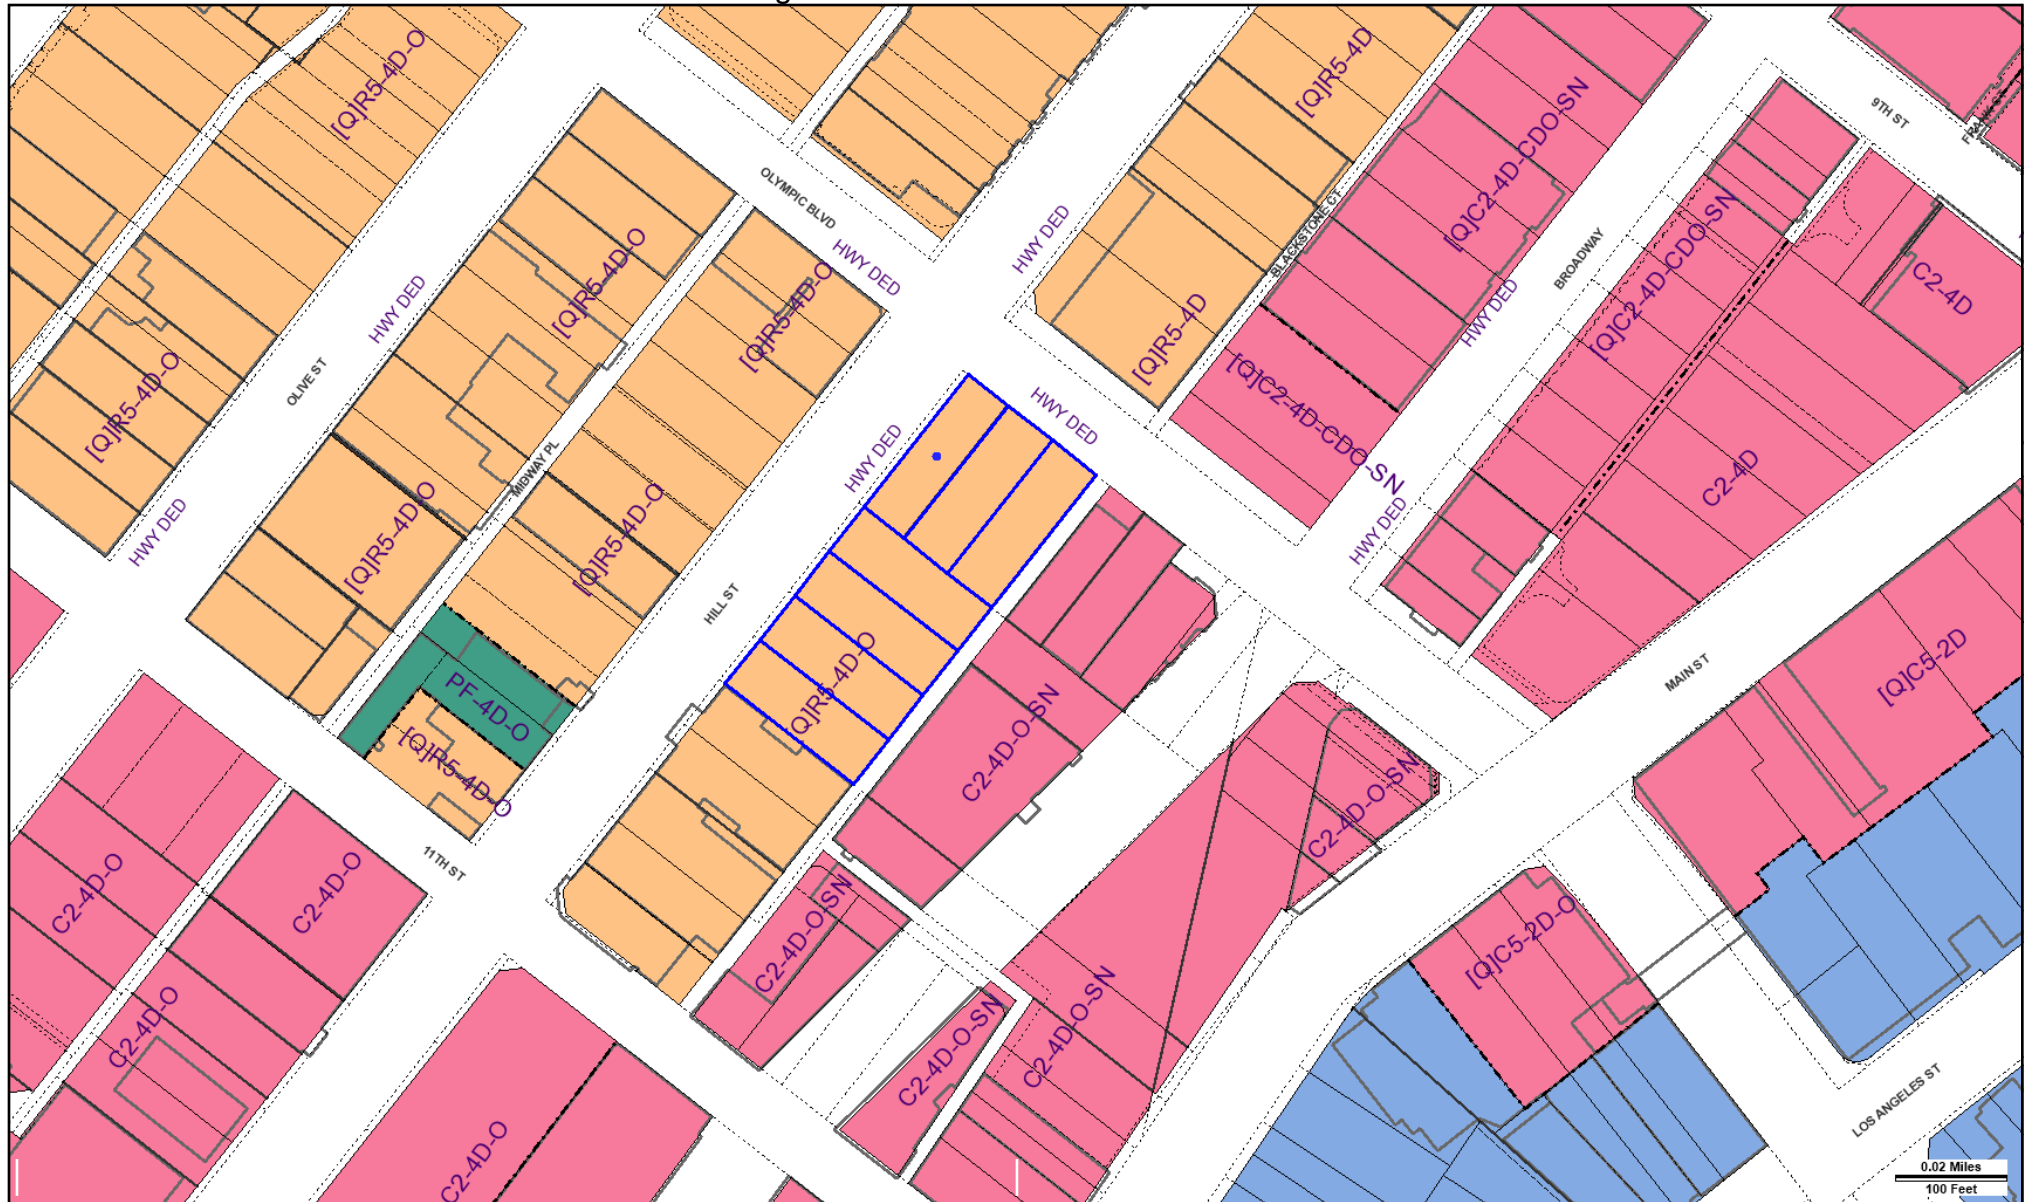 [Q]R5-4D-O
[Q]R5-4D
[Q]C2-4D-CDO-SN
9TH ST
OLYMPIC BLVD
HWY DED
HWY DED
BLACKSTONE CT
BROADWAY
[Q]C2-4D-CDO-SN
C2-4D
HWY DED
[Q]R5-4D-O
[Q]R5-4D-O
[Q]R5-4D
HWY DED
OLIVE ST
[Q]R5-4D-O
[Q]C2-4D-CDO-SN
HWY DED
HWY DED
MIDWAY PL
C2-4D
HWY DED
[Q]R5-4D-O
[Q]R5-4D-O
HWY DED
HILL ST
MAIN ST
[Q]C5-2D
PF-4D-O
[Q]R5-4D-O
[Q]R5-4D-O
C2-4D-O-SN
C2-4D-O-SN
11TH ST
C2-4D-O
C2-4D-O
C2-4D-O-SN
[Q]C5-2D-O
C2-4D-O
C2-4D-O-SN
C2-4D-O-SN
C2-4D-O
LOS ANGELES ST
0.02 Miles
100 Feet